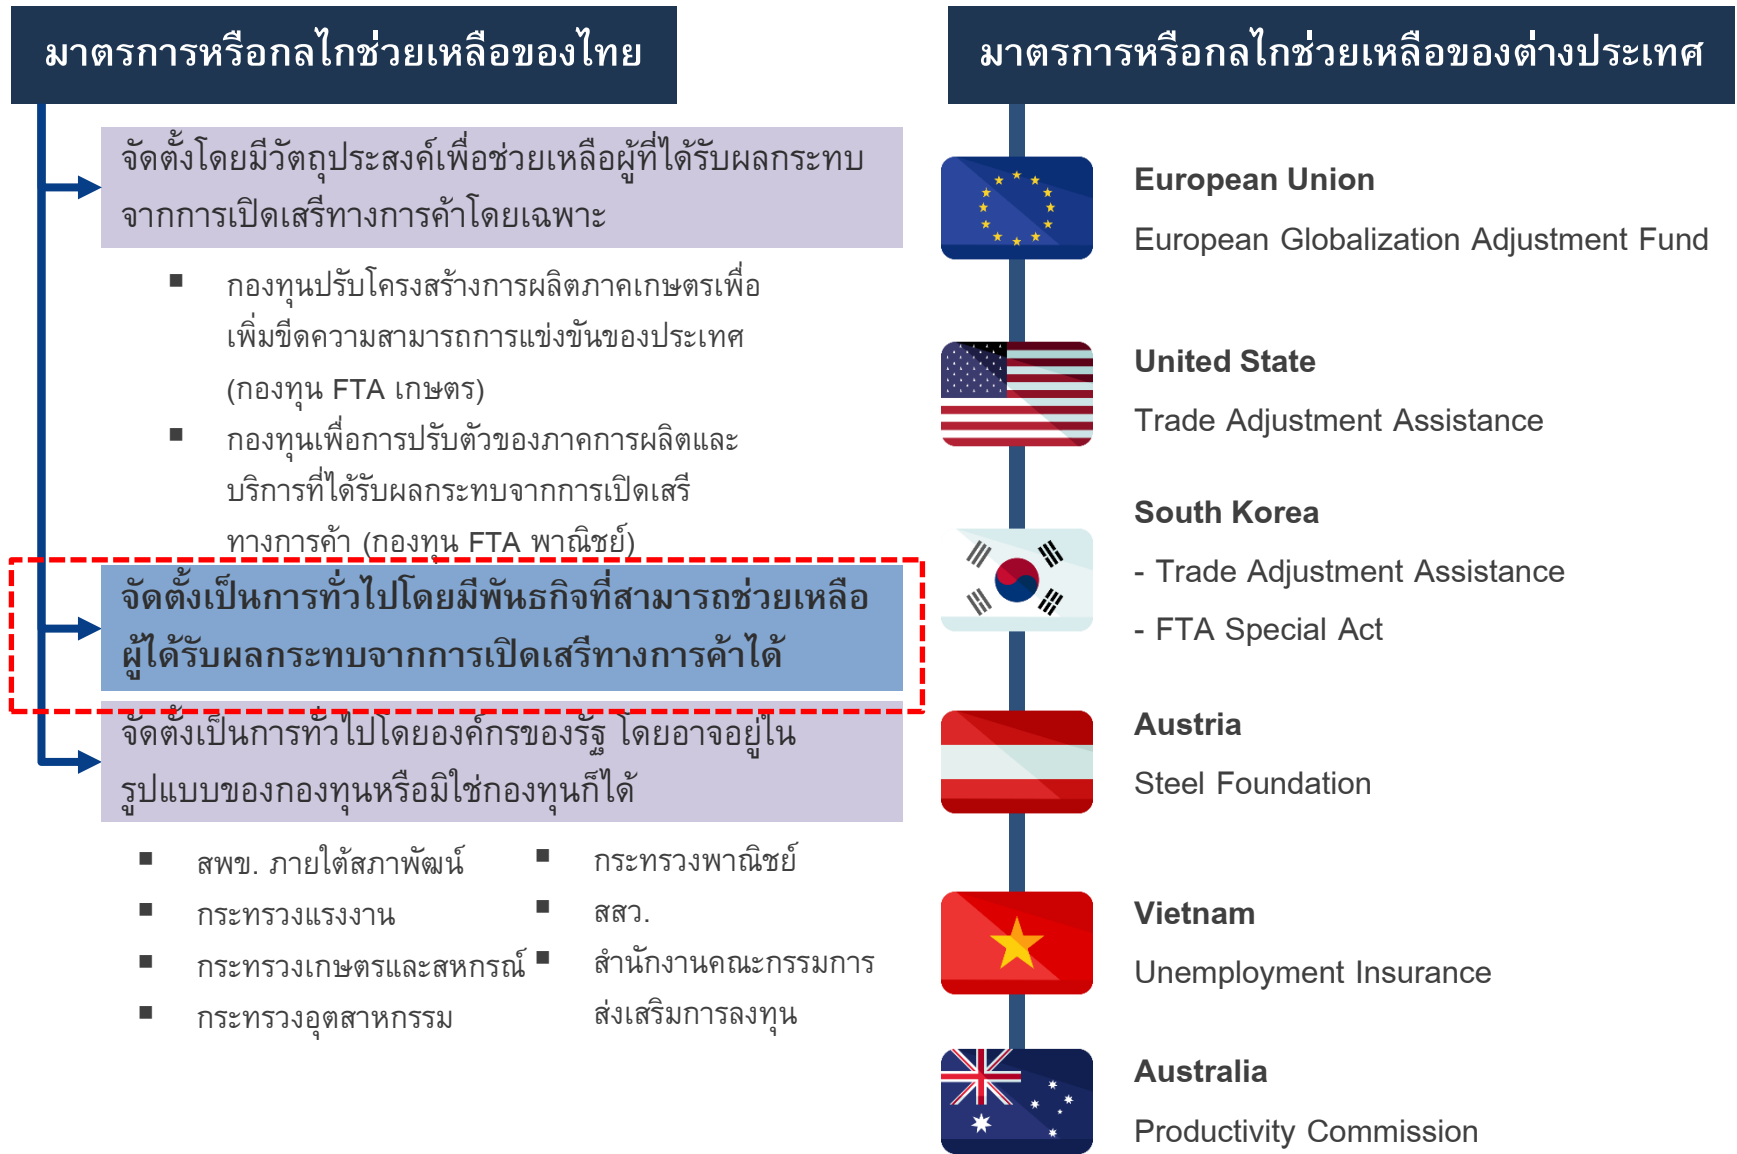 มาตรการหรือกลไกช่วยเหลือของไทย
จัดตั้งโดยมีวัตถุประสงค์เพื่อช่วยเหลือผู้ที่ได้รับผลกระทบ
จากการเปิดเสรีทางการค้าโดยเฉพาะ
▪ กองทุนปรับโครงสร้างการผลิตภาคเกษตรเพื่อ
เพิ่มขีดความสามารถการแข่งขันของประเทศ
(กองทุน FTA เกษตร)
▪ กองทุนเพื่อการปรับตัวของภาคการผลิตและ
บริการที่ได้รับผลกระทบจากการเปิดเสรี
ทางการค้า (กองทุน FTA พาณิชย์)
จัดตั้งเป็นการทั่วไปโดยมีพันธกิจที่สามารถช่วยเหลือ
ผู้ได้รับผลกระทบจากการเปิดเสรีทางการค้าได้
จัดตั้งเป็นการทั่วไปโดยองค์กรของรัฐ โดยอาจอยู่ใน
รูปแบบของกองทุนหรือมิใช่กองทุนก็ได้
▪ สพข. ภายใต้สภาพัฒน์
▪ กระทรวงแรงงาน
▪ กระทรวงเกษตรและสหกรณ์
▪ กระทรวงอุตสาหกรรม
▪ กระทรวงพาณิชย์
▪ สสว.
▪ สำนักงานคณะกรรมการ
ส่งเสริมการลงทุน
มาตรการหรือกลไกช่วยเหลือของต่างประเทศ
European Union
European Globalization Adjustment Fund
United State
Trade Adjustment Assistance
South Korea
- Trade Adjustment Assistance
- FTA Special Act
Austria
Steel Foundation
Vietnam
Unemployment Insurance
Australia
Productivity Commission